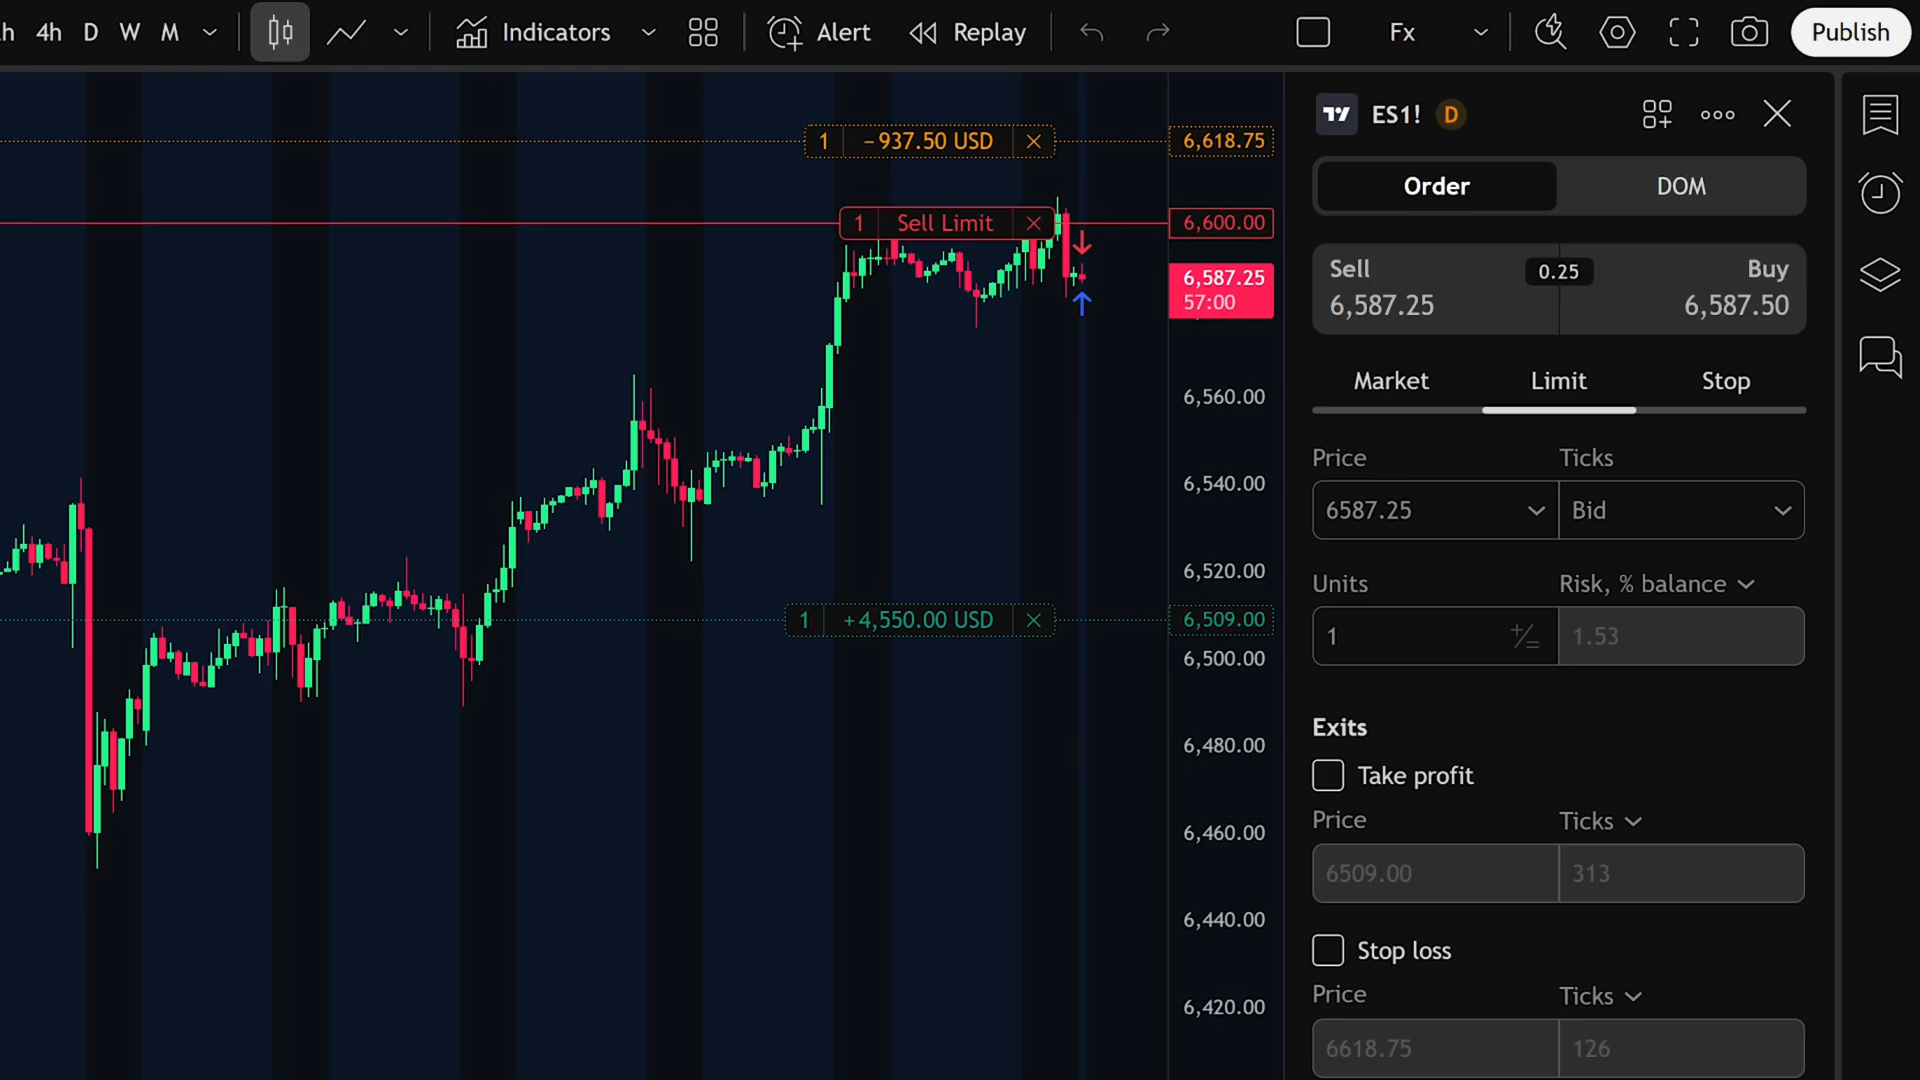 h 4h D W M Indicators Alert Replay Fx Publish
1 −937.50 USD 6,618.75
1 Sell Limit 6,600.00
6,587.25
57:00
6,560.00
6,540.00
6,520.00
1 +4,550.00 USD 6,509.00
6,500.00
6,480.00
6,460.00
6,440.00
6,420.00
ES1! D
Order DOM
Sell 0.25 Buy
6,587.25 6,587.50
Market Limit Stop
Price Ticks
6587.25 Bid
Units Risk, % balance
1 1.53
Exits
Take profit
Price Ticks
6509.00 313
Stop loss
Price Ticks
6618.75 126